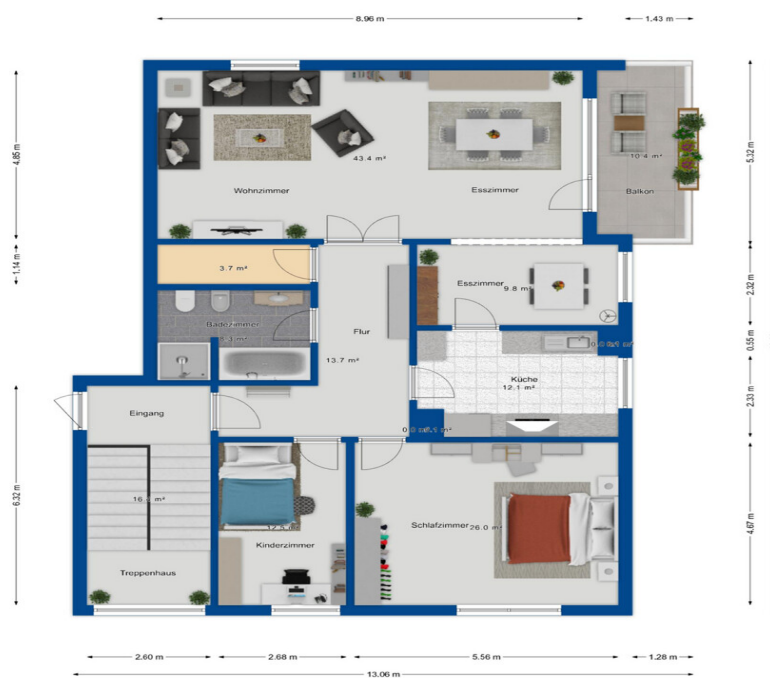 8.96 m
1.43 m
4.85 m
5.32 m
43.4 m²
10.4 m²
Wohnzimmer
Esszimmer
Balkon
1.14 m
3.7 m²
Esszimmer
9.8 m²
2.32 m
Badezimmer
Flur
13.7 m²
0.55 m
Küche
12.1 m²
2.33 m
Eingang
6.32 m
4.67 m
Schlafzimmer
26.0 m²
Kinderzimmer
Treppenhaus
2.60 m
2.68 m
5.56 m
1.28 m
13.06 m